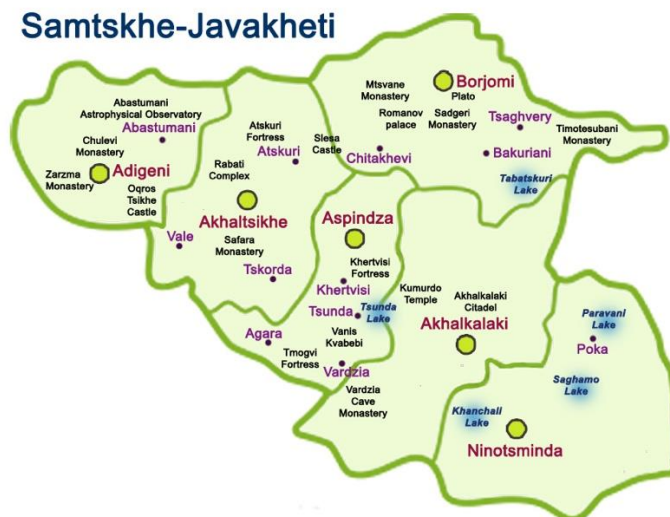 Samtskhe-Javakheti
Abastumani
Astrophysical Observatory
Abastumani
Chulevi
Monastery
Adigeni
Zarzma
Monastery
Oqros
Tsikhe
Castle
Atskuri
Fortress
Atskuri
Slesa
Castle
Rabati
Complex
Akhaltsikhe
Vale
Safara
Monastery
Tskorda
Mtsvane
Monastery
Borjomi
Plato
Romanov
palace
Sadgeri
Monastery
Tsaghvery
Timotesubani
Monastery
Chitakhevi
Bakuriani
Tabatskuri
Lake
Aspindza
Khertvisi
Fortress
Khertvisi
Tsunda
Tsunda
Lake
Agara
Vanis
Kvabebi
Tmogvi
Fortress
Vardzia
Vardzia
Cave
Monastery
Kumurdo
Temple
Akhalkalaki
Citadel
Akhalkalaki
Paravani
Lake
Poka
Saghamo
Lake
Khanchali
Lake
Ninotsminda